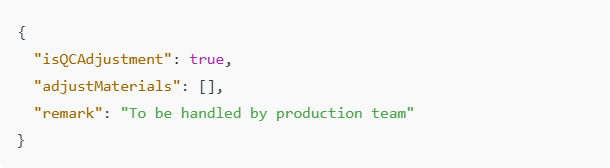 {
  "isQCAdjustment": true,
  "adjustMaterials": [],
  "remark": "To be handled by production team"
}